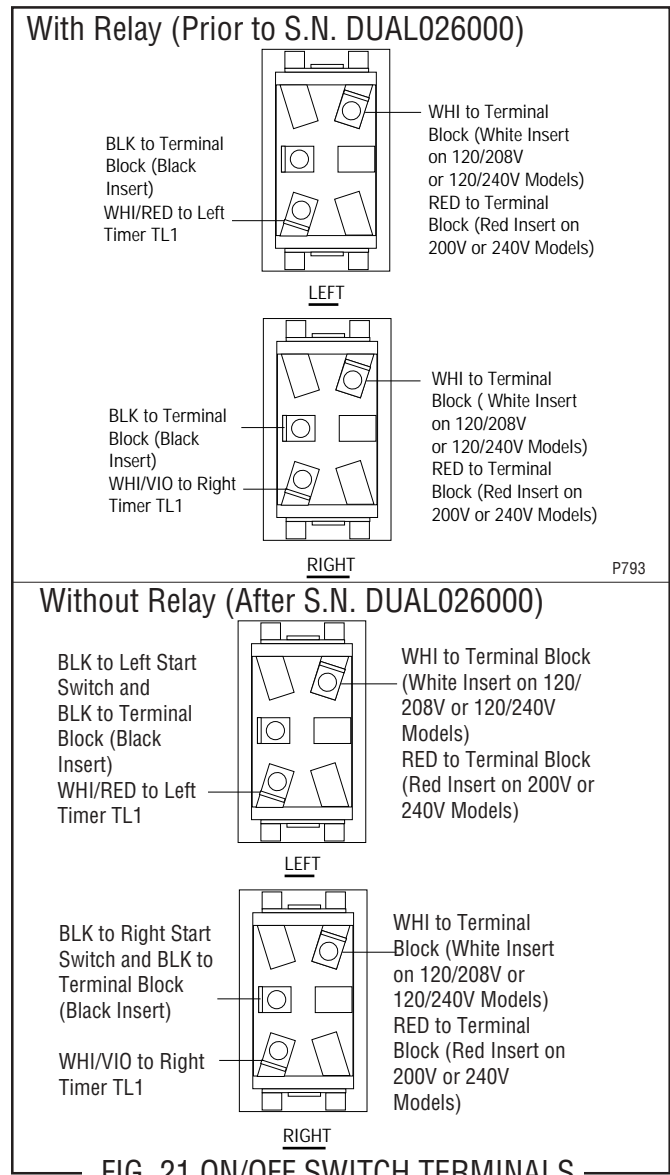 With Relay (Prior to S.N. DUAL026000)
BLK to Terminal
Block (Black
Insert)
WHI/RED to Left
Timer TL1
WHI to Terminal
Block (White Insert
on 120/208V
or 120/240V Models)
RED to Terminal
Block (Red Insert on
200V or 240V Models)
LEFT
BLK to Terminal
Block (Black
Insert)
WHI/VIO to Right
Timer TL1
WHI to Terminal
Block ( White Insert
on 120/208V
or 120/240V Models)
RED to Terminal
Block (Red Insert on
200V or 240V Models)
RIGHT
P793
Without Relay (After S.N. DUAL026000)
BLK to Left Start
Switch and
BLK to Terminal
Block (Black
Insert)
WHI/RED to Left
Timer TL1
WHI to Terminal Block
(White Insert on 120/
208V or 120/240V
Models)
RED to Terminal Block
(Red Insert on 200V or
240V Models)
LEFT
BLK to Right Start
Switch and BLK to
Terminal Block
(Black Insert)
WHI/VIO to Right
Timer TL1
WHI to Terminal
Block (White Insert
on 120/208V or
120/240V Models)
RED to Terminal
Block (Red Insert on
200V or 240V
Models)
RIGHT
FIG. 21 ON/OFF SWITCH TERMINALS